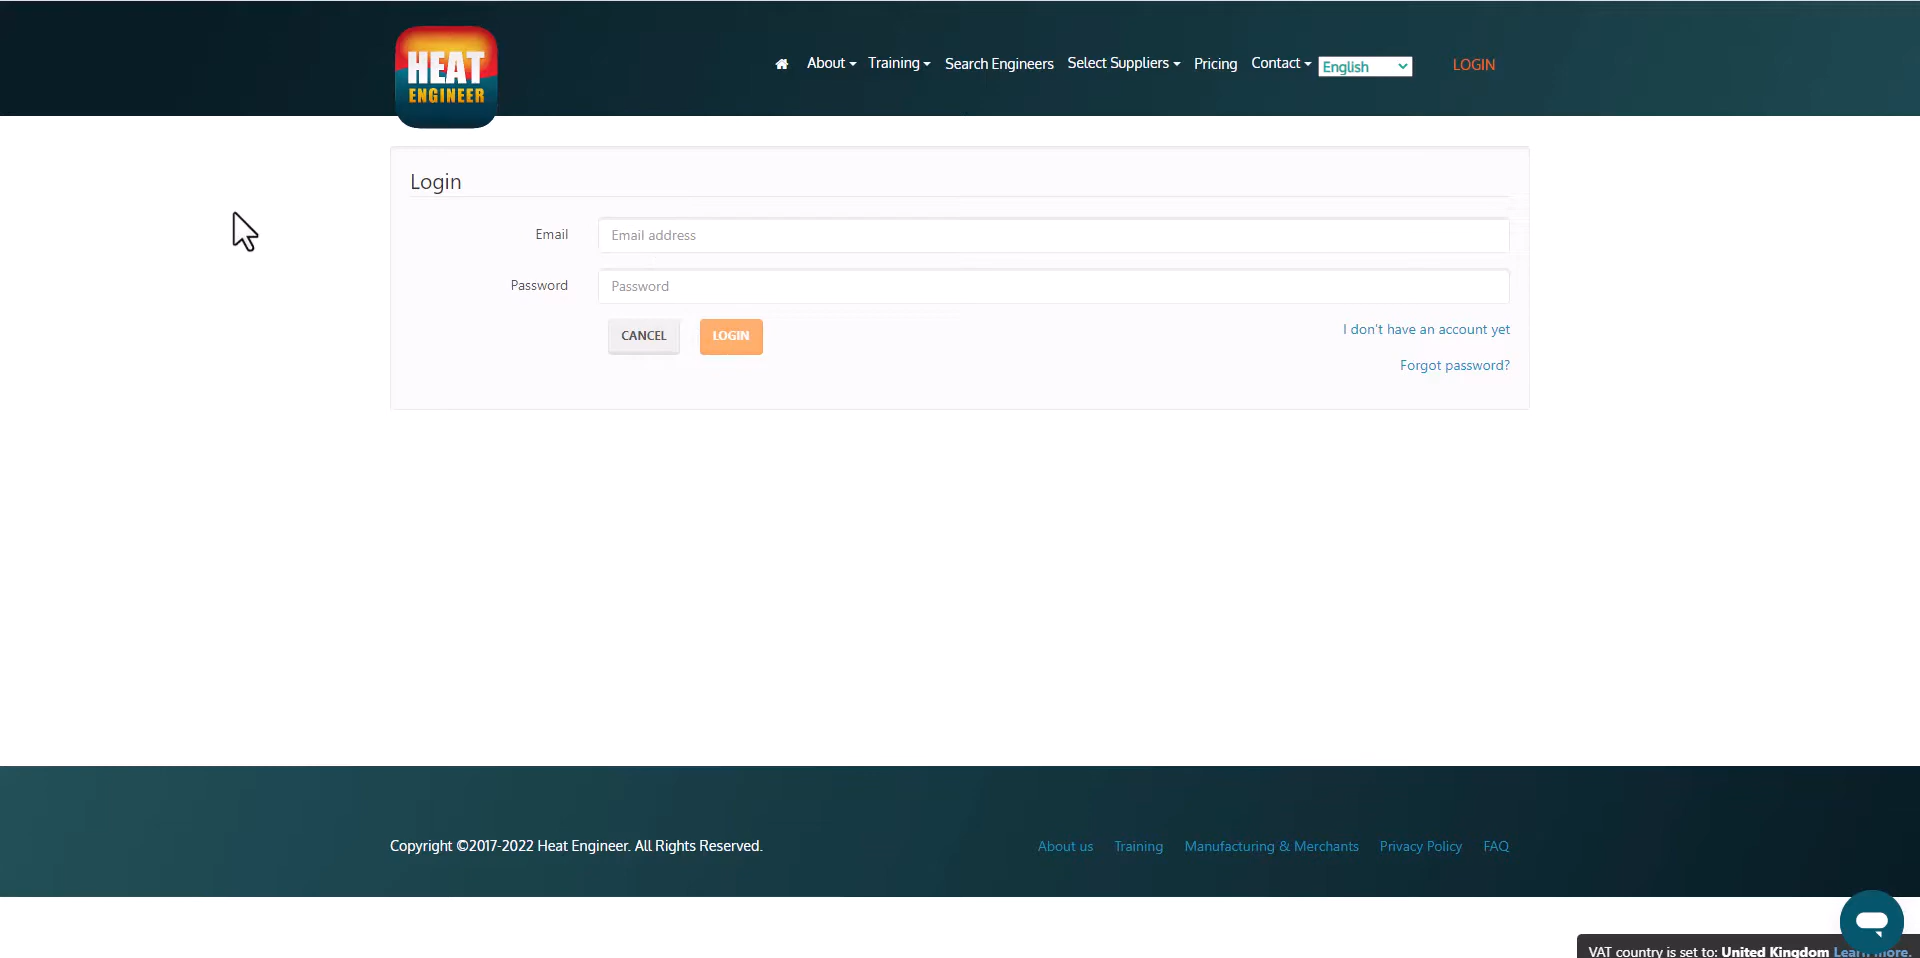 HEAT
ENGINEER
About
Training
Search Engineers
Select Suppliers
Pricing
Contact
English
LOGIN
Login
Email
Email address
Password
Password
CANCEL
LOGIN
I don't have an account yet
Forgot password?
Copyright ©2017-2022 Heat Engineer. All Rights Reserved.
About us
Training
Manufacturing & Merchants
Privacy Policy
FAQ
VAT country is set to: United Kingdom Learn more.